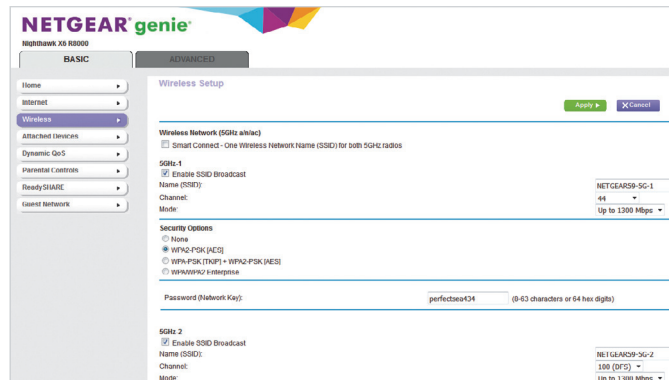 NETGEAR® genie®
Nighthawk X6 R8000
BASIC
ADVANCED
Home
Internet
Wireless
Attached Devices
Dynamic QoS
Parental Controls
ReadySHARE
Guest Network
Wireless Setup
Apply
X Cancel
Wireless Network (5GHz a/n/ac)
Smart Connect - One Wireless Network Name (SSID) for both 5GHz radios
5GHz-1
Enable SSID Broadcast
Name (SSID):
NETGEAR59-5G-1
Channel:
44
Mode:
Up to 1300 Mbps
Security Options
None
WPA2-PSK [AES]
WPA-PSK [TKIP] + WPA2-PSK [AES]
WPA/WPA2 Enterprise
Password (Network Key):
perfectsea434
(8-63 characters or 64 hex digits)
5GHz 2
Enable SSID Broadcast
Name (SSID):
NETGEAR59-5G-2
Channel:
100 (DFS)
Mode:
Up to 1300 Mbps